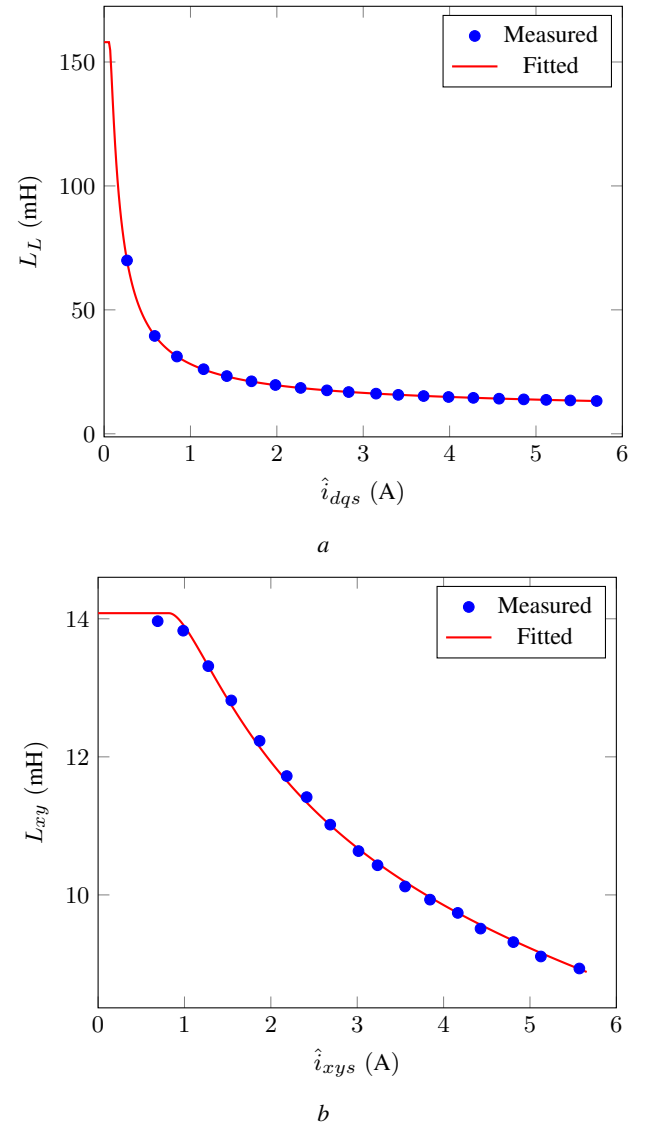 Measured
Fitted
150
100
50
0
L_L (mH)
0 1 2 3 4 5 6
î_dqs (A)
a
Measured
Fitted
14
12
10
L_xy (mH)
0 1 2 3 4 5 6
î_xys (A)
b